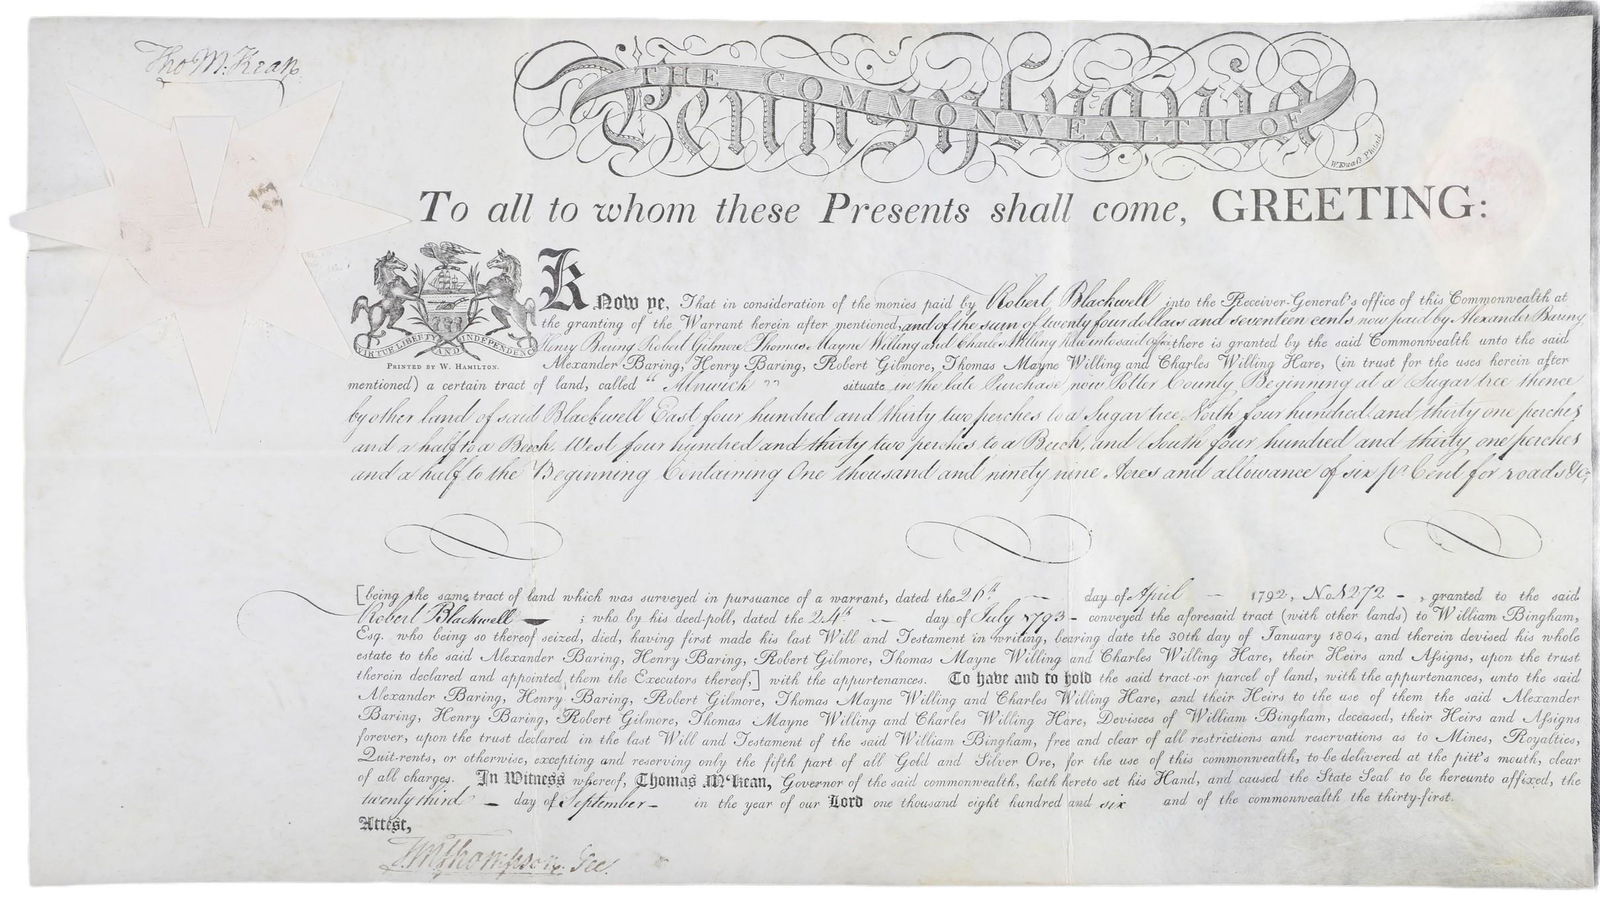 Tho M:Kean
THE COMMONWEALTH OF
Pennsylvania
To all to whom these Presents shall come, GREETING:
VIRTUE LIBERTY AND INDEPENDENCE
PRINTED BY W. HAMILTON.
Know ye, That in consideration of the monies paid by Robert Blackwell into the Receiver-General's office of this Commonwealth at
the granting of the Warrant herein after mentioned, and of the sum of twenty four dollars and seventeen cents now paid by Alexander Baring
Henry Baring Robert Gilmore Thomas Mayne Willing and Charles Willing Hare into said office there is granted by the said Commonwealth unto the said
Alexander Baring, Henry Baring, Robert Gilmore, Thomas Mayne Willing and Charles Willing Hare, (in trust for the uses herein after
mentioned) a certain tract of land, called "Alnwick" situate in the late Purchase now Potter County Beginning at a Sugar tree thence
by other land of said Blackwell East four hundred and thirty two perches to a Sugar tree North four hundred and thirty one perches
and a half to a Beech, West four hundred and thirty two perches to a Beech, and South four hundred and thirty one perches
and a half to the Beginning Containing One thousand and ninety nine Acres and allowance of six pr Cent for roads &c.
[being the same tract of land which was surveyed in pursuance of a warrant, dated the 26th day of April 1792, No 1272 -, granted to the said
Robert Blackwell ; who by his deed-poll, dated the 24th day of July 1793 - conveyed the aforesaid tract (with other lands) to William Bingham,
Esq. who being so thereof seized, died, having first made his last Will and Testament in writing, bearing date the 30th day of January 1804, and therein devised his whole
estate to the said Alexander Baring, Henry Baring, Robert Gilmore, Thomas Mayne Willing and Charles Willing Hare, their Heirs and Assigns, upon the trust
therein declared and appointed them the Executors thereof,] with the appurtenances. To have and to hold the said tract or parcel of land, with the appurtenances, unto the said
Alexander Baring, Henry Baring, Robert Gilmore, Thomas Mayne Willing and Charles Willing Hare, and their Heirs to the use of them the said Alexander
Baring, Henry Baring, Robert Gilmore, Thomas Mayne Willing and Charles Willing Hare, Devisees of William Bingham, deceased, their Heirs and Assigns
forever, upon the trust declared in the last Will and Testament of the said William Bingham, free and clear of all restrictions and reservations as to Mines, Royalties,
Quit-rents, or otherwise, excepting and reserving only the fifth part of all Gold and Silver Ore, for the use of this commonwealth, to be delivered at the pitt's mouth, clear
of all charges. In Witness whereof, Thomas M'Kean, Governor of the said commonwealth, hath hereto set his Hand, and caused the State Seal to be hereunto affixed, the
twenty third - day of September - in the year of our Lord one thousand eight hundred and six and of the commonwealth the thirty-first.
Attest,
T.M. Thompson. Sec.